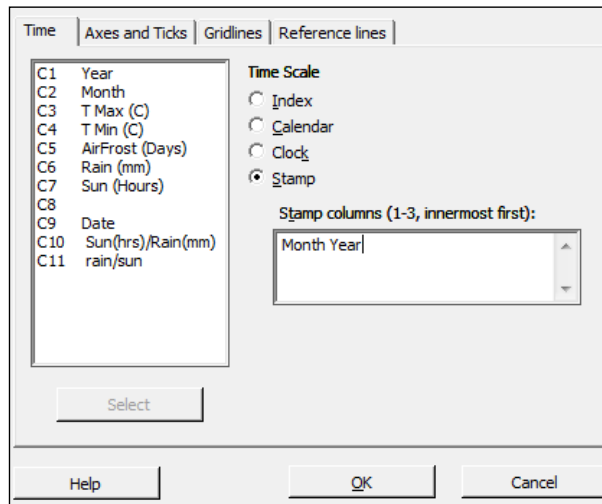 Time Axes and Ticks Gridlines Reference lines
C1 Year
C2 Month
C3 T Max (C)
C4 T Min (C)
C5 AirFrost (Days)
C6 Rain (mm)
C7 Sun (Hours)
C8
C9 Date
C10 Sun(hrs)/Rain(mm)
C11 rain/sun
Select
Time Scale
Index
Calendar
Clock
Stamp
Stamp columns (1-3, innermost first):
Month Year
Help OK Cancel